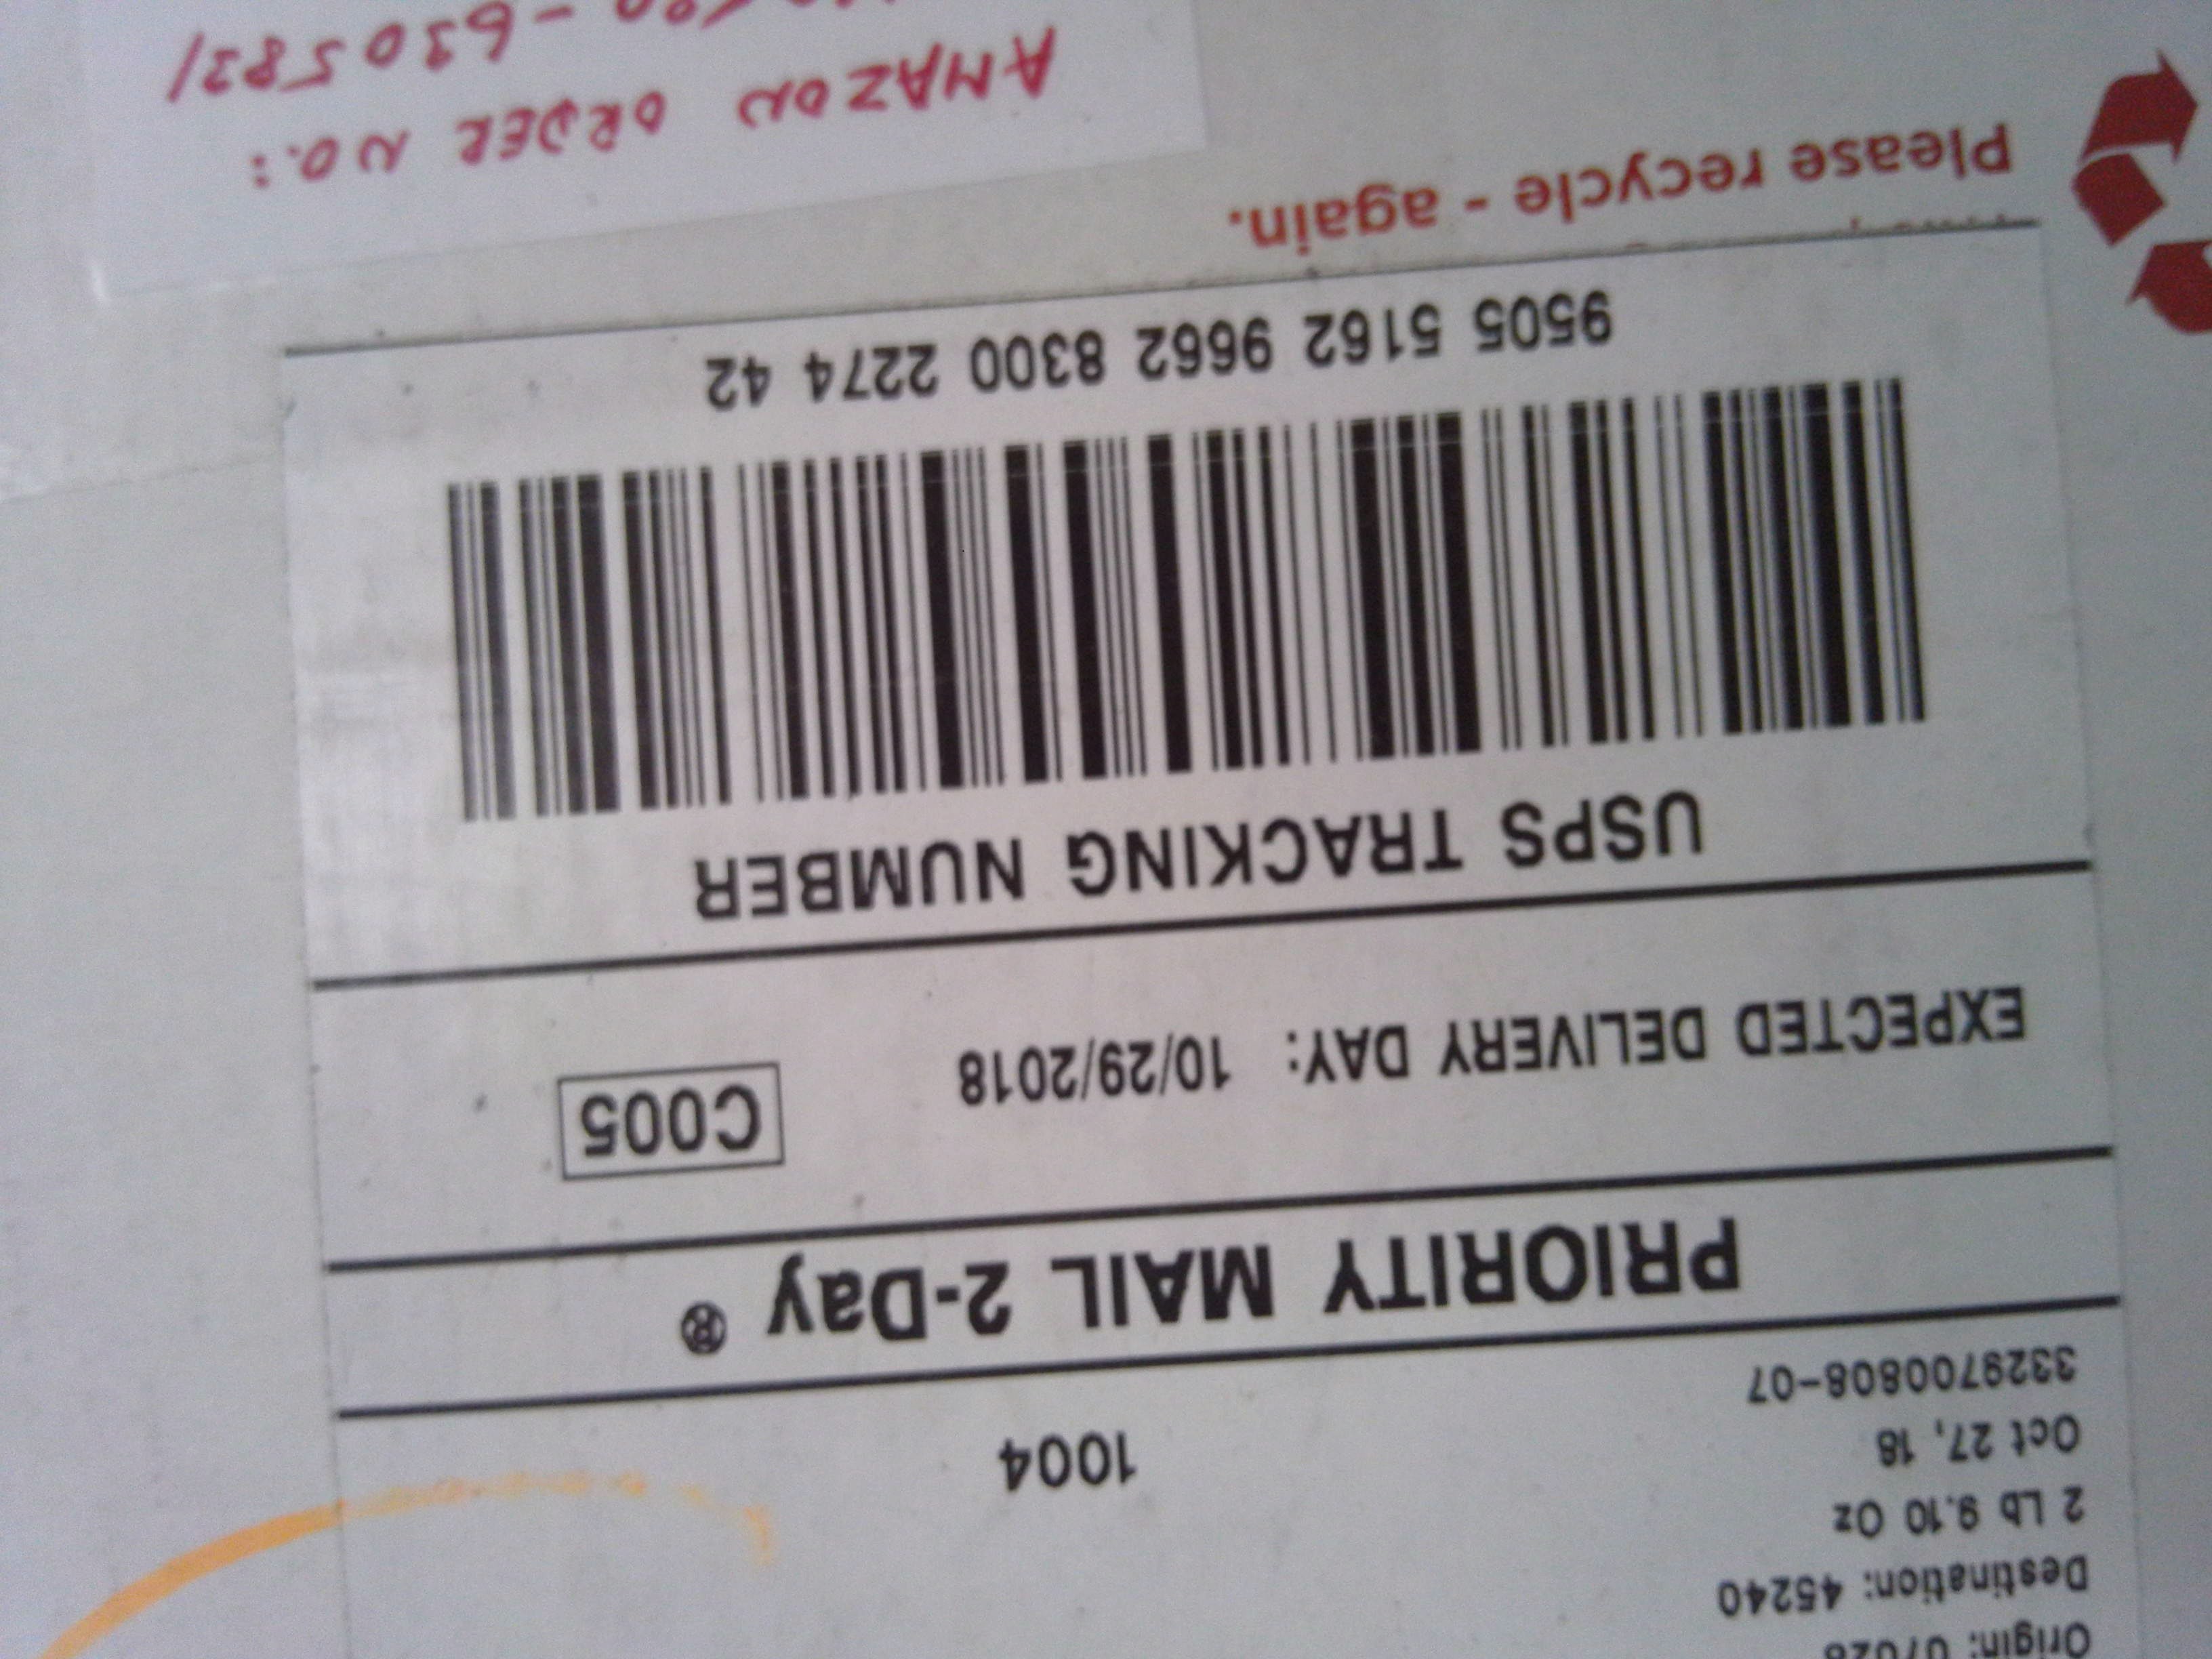 Origin: 07026
Destination: 45240
2 Lb 9.10 Oz
Oct 27, 18
3329700808-07
1004
PRIORITY MAIL 2-Day ®
EXPECTED DELIVERY DAY: 10/29/2018
C005
USPS TRACKING NUMBER
9505 5162 9662 8300 2274 42
Please recycle - again.
AMAZON ORDER NO.: